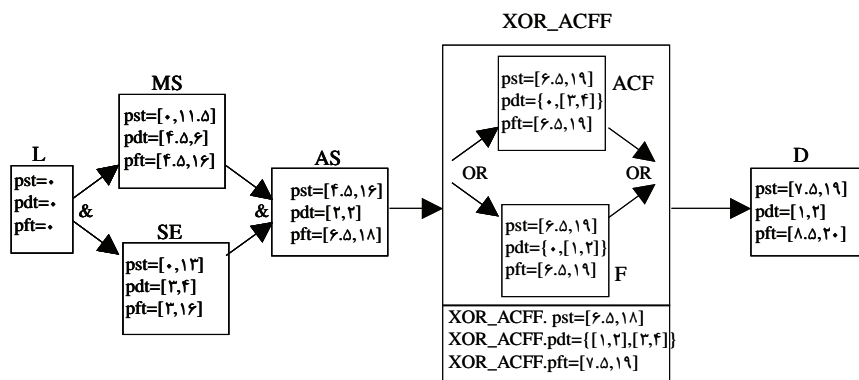 XOR_ACFF
MS
pst=[۰,۱۱.۵]
pdt=[۴.۵,۶]
pft=[۴.۵,۱۶]
L
pst=۰
pdt=۰
pft=۰
&
SE
pst=[۰,۱۳]
pdt=[۳,۴]
pft=[۳,۱۶]
&
AS
pst=[۴.۵,۱۶]
pdt=[۲,۲]
pft=[۶.۵,۱۸]
OR
ACF
pst=[۶.۵,۱۹]
pdt={۰,[۳,۴]}
pft=[۶.۵,۱۹]
pst=[۶.۵,۱۹]
pdt={۰,[۱,۲]}
pft=[۶.۵,۱۹]
F
OR
XOR_ACFF. pst=[۶.۵,۱۸]
XOR_ACFF.pdt={[۱,۲],[۳,۴]}
XOR_ACFF.pft=[۷.۵,۱۹]
D
pst=[۷.۵,۱۹]
pdt=[۱,۲]
pft=[۸.۵,۲۰]